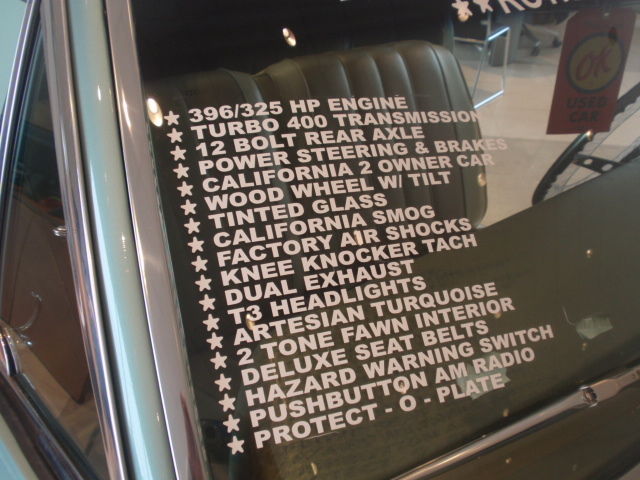 ★ 396/325 HP ENGINE
★ TURBO 400 TRANSMISSION
★ 12 BOLT REAR AXLE
★ POWER STEERING & BRAKES
★ CALIFORNIA 2 OWNER CAR
★ WOOD WHEEL W/ TILT
★ TINTED GLASS
★ CALIFORNIA SMOG
★ FACTORY AIR SHOCKS
★ KNEE KNOCKER TACH
★ DUAL EXHAUST
★ T3 HEADLIGHTS
★ ARTESIAN TURQUOISE
★ 2 TONE FAWN INTERIOR
★ DELUXE SEAT BELTS
★ HAZARD WARNING SWITCH
★ PUSHBUTTON AM RADIO
★ PROTECT - O - PLATE
OK
USED
CAR